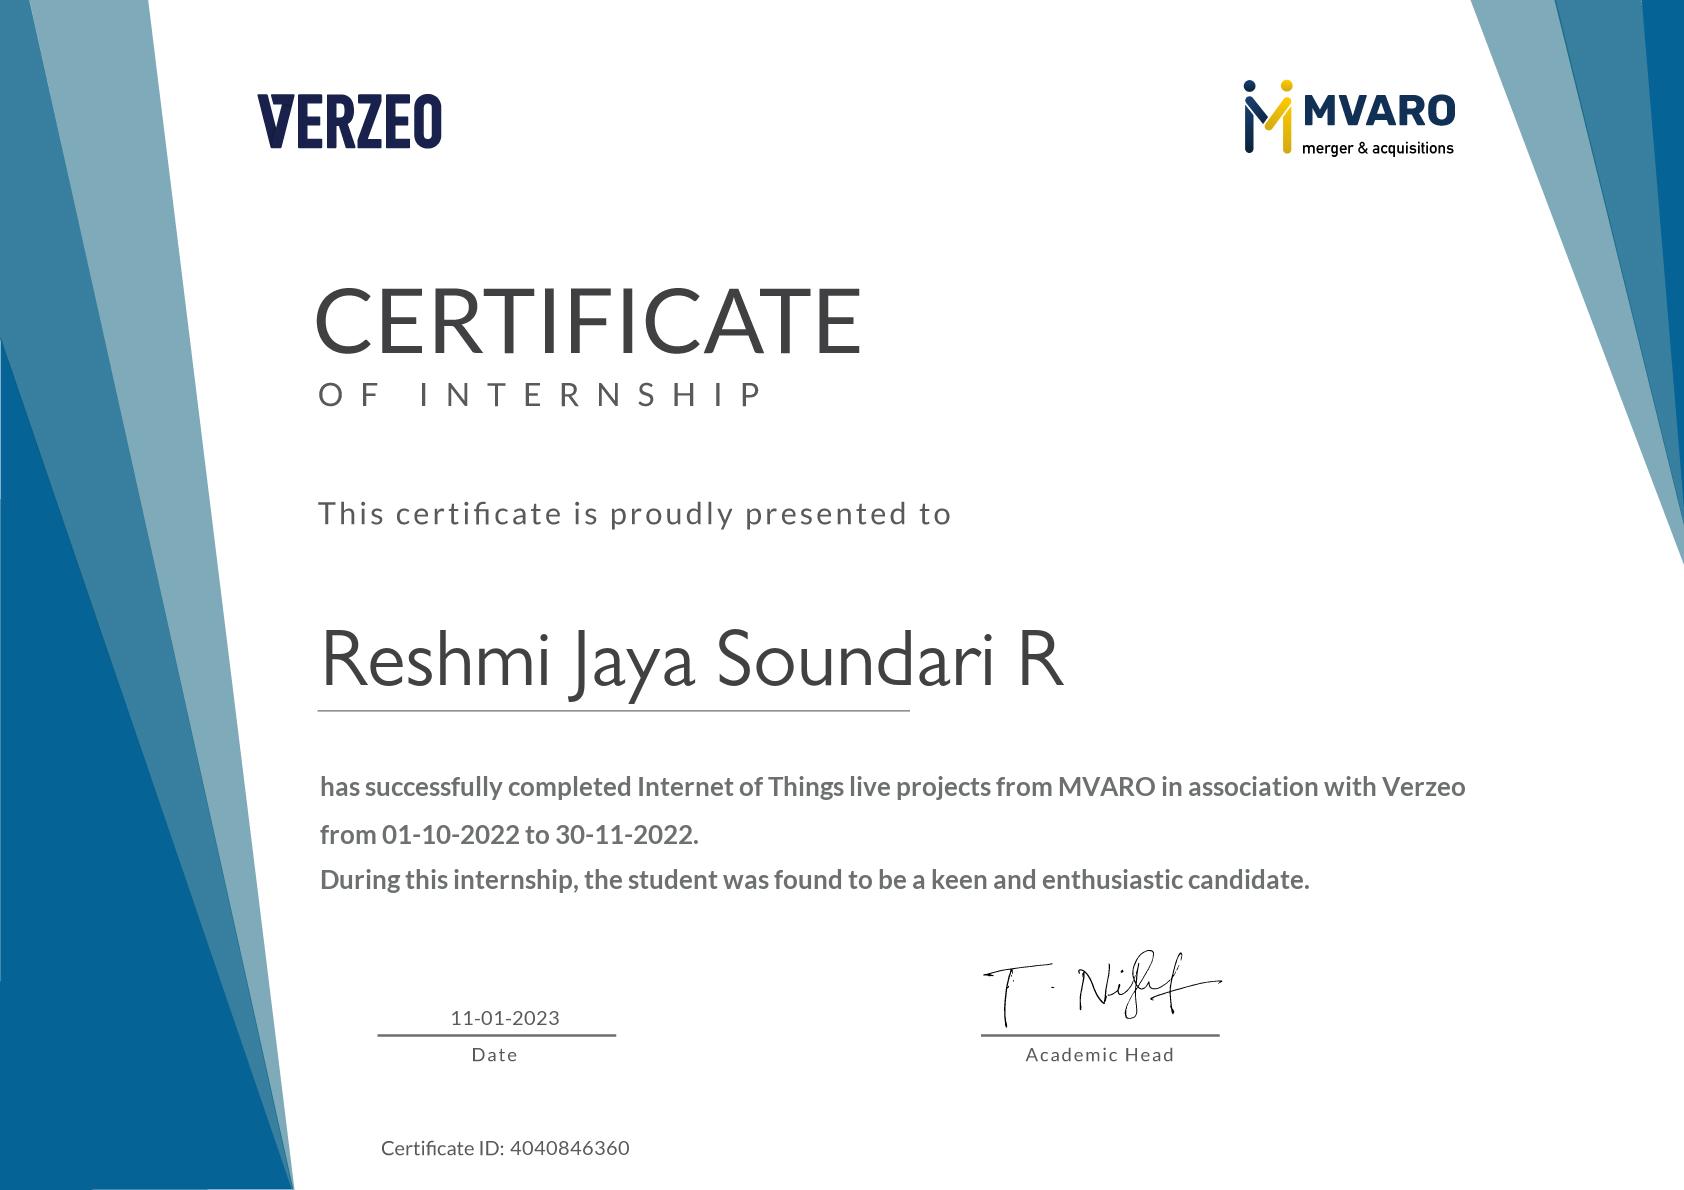 VERZEO
MVARO
merger & acquisitions
CERTIFICATE
OF INTERNSHIP
This certificate is proudly presented to
Reshmi Jaya Soundari R
has successfully completed Internet of Things live projects from MVARO in association with Verzeo
from 01-10-2022 to 30-11-2022.
During this internship, the student was found to be a keen and enthusiastic candidate.
11-01-2023
Date
T.
Academic Head
Certificate ID: 4040846360